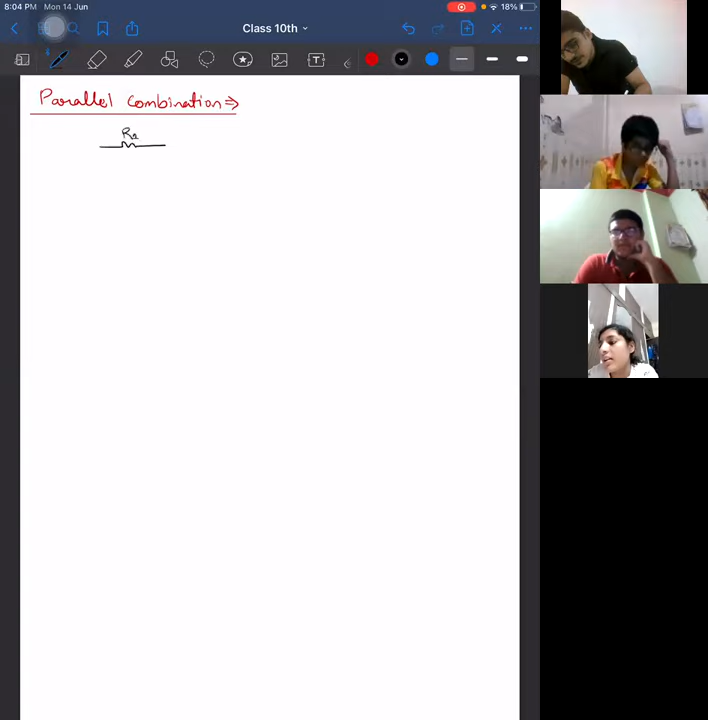 8:04 PM Mon 14 Jun
18%
Class 10th
T
Parallel Combination ⇒
R₁